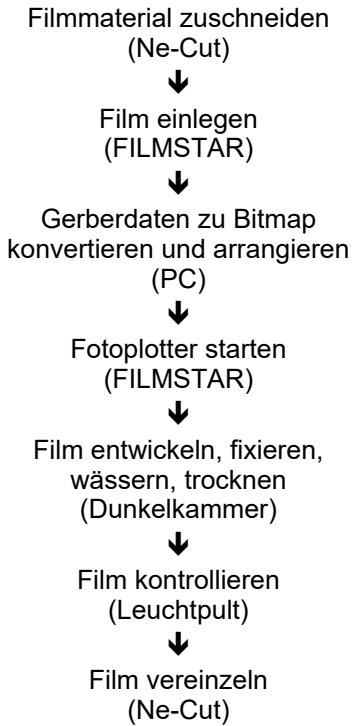 Filmmaterial zuschneiden
(Ne-Cut)
🡫
Film einlegen
(FILMSTAR)
🡫
Gerberdaten zu Bitmap
konvertieren und arrangieren
(PC)
🡫
Fotoplotter starten
(FILMSTAR)
🡫
Film entwickeln, fixieren,
wässern, trocknen
(Dunkelkammer)
🡫
Film kontrollieren
(Leuchtpult)
🡫
Film vereinzeln
(Ne-Cut)